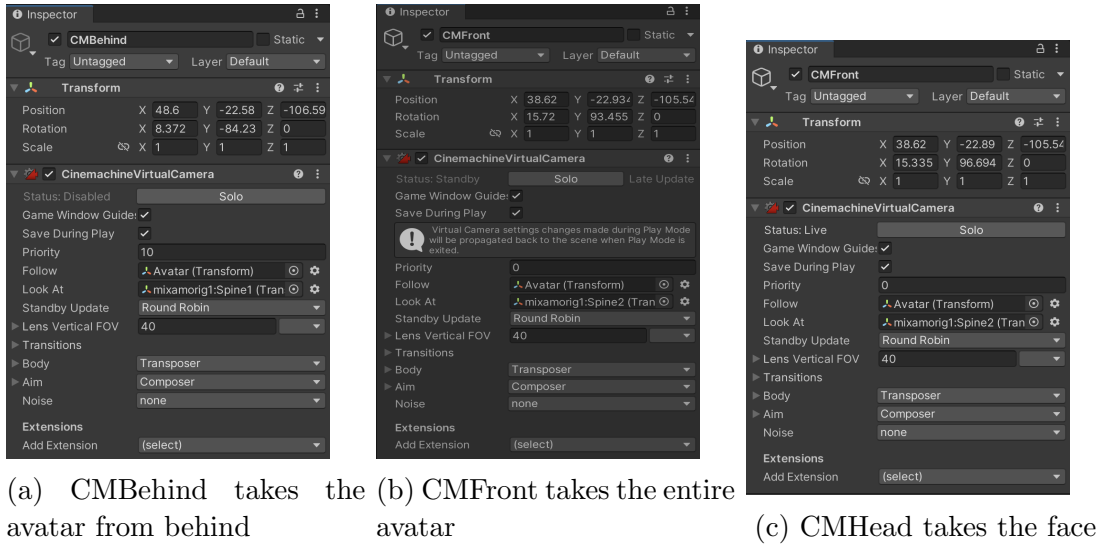 Inspector
CMBehind Static
Tag Untagged Layer Default
Transform
Position X 48.6 Y -22.58 Z -106.59
Rotation X 8.372 Y -84.23 Z 0
Scale X 1 Y 1 Z 1
CinemachineVirtualCamera
Status: Disabled Solo
Game Window Guide:
Save During Play
Priority 10
Follow Avatar (Transform)
Look At mixamorig1:Spine1 (Tran
Standby Update Round Robin
Lens Vertical FOV 40
Transitions
Body Transposer
Aim Composer
Noise none
Extensions
Add Extension (select)
(a) CMBehind takes the
avatar from behind
Inspector
CMFront Static
Tag Untagged Layer Default
Transform
Position X 38.62 Y -22.934 Z -105.54
Rotation X 15.72 Y 93.455 Z 0
Scale X 1 Y 1 Z 1
CinemachineVirtualCamera
Status: Standby Solo Late Update
Game Window Guide:
Save During Play
Virtual Camera settings changes made during Play Mode
will be propagated back to the scene when Play Mode is
exited.
Priority 0
Follow Avatar (Transform)
Look At mixamorig1:Spine2 (Tran
Standby Update Round Robin
Lens Vertical FOV 40
Transitions
Body Transposer
Aim Composer
Noise none
Extensions
Add Extension (select)
(b) CMFront takes the entire
avatar
Inspector
CMFront Static
Tag Untagged Layer Default
Transform
Position X 38.62 Y -22.89 Z -105.54
Rotation X 15.335 Y 96.694 Z 0
Scale X 1 Y 1 Z 1
CinemachineVirtualCamera
Status: Live Solo
Game Window Guide:
Save During Play
Priority 0
Follow Avatar (Transform)
Look At mixamorig1:Spine2 (Tran
Standby Update Round Robin
Lens Vertical FOV 40
Transitions
Body Transposer
Aim Composer
Noise none
Extensions
Add Extension (select)
(c) CMHead takes the face